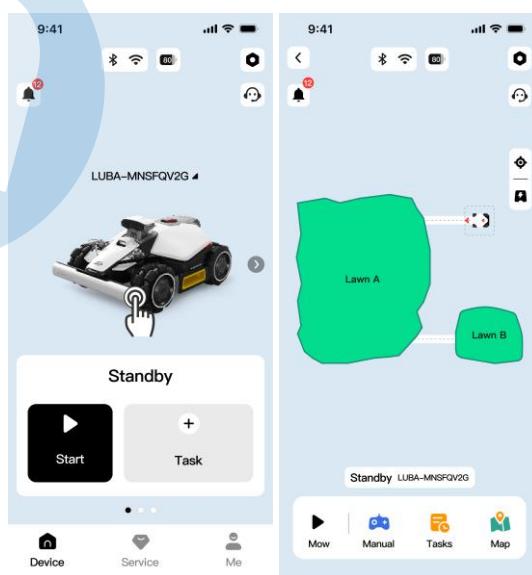 9:41
80
12
LUBA-MNSFQV2G
Standby
Start
Task
Device
Service
Me
9:41
80
12
Lawn A
Lawn B
Standby LUBA-MNSFQV2G
Mow
Manual
Tasks
Map